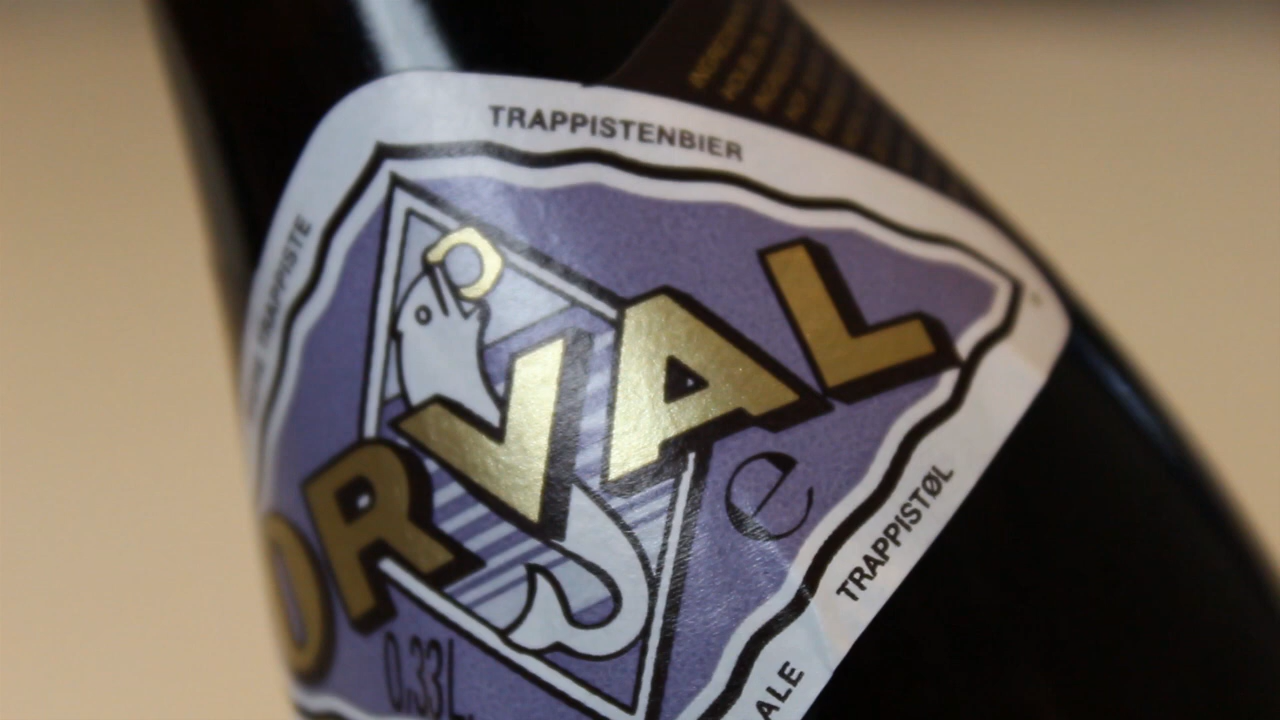 TRAPPISTENBIER
TRAPPISTE
ORVAL
e
0,33L
TRAPPISTØL
ALE